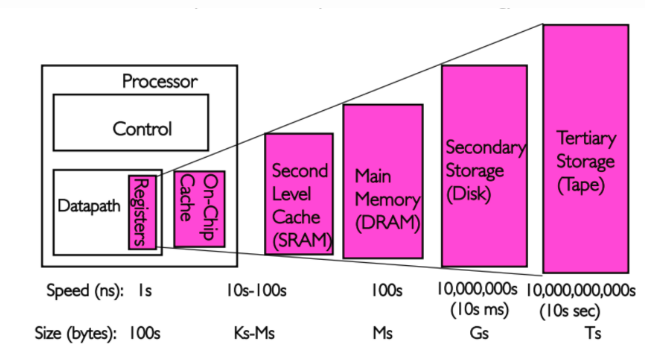 Processor
Control
Datapath
Registers
On-Chip
Cache
Second
Level
Cache
(SRAM)
Main
Memory
(DRAM)
Secondary
Storage
(Disk)
Tertiary
Storage
(Tape)
Speed (ns): 1s 10s-100s 100s 10,000,000s 10,000,000,000s
(10s ms) (10s sec)
Size (bytes): 100s Ks-Ms Ms Gs Ts